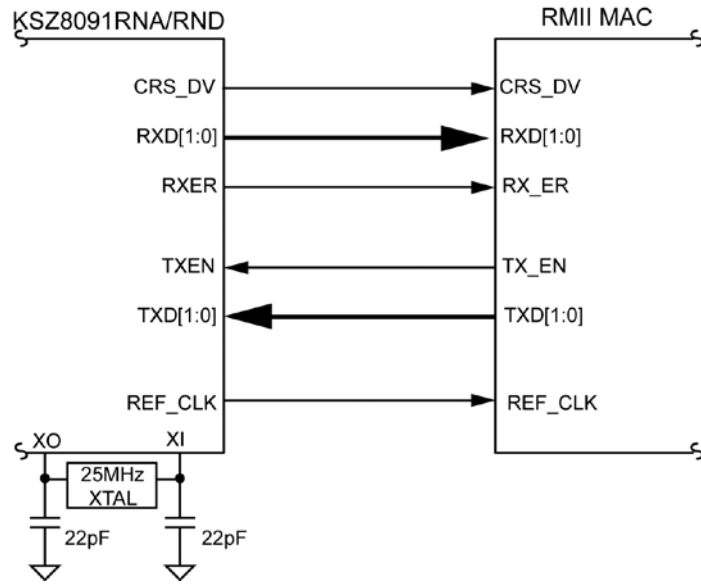 KSZ8091RNA/RND
RMII MAC
CRS_DV
CRS_DV
RXD[1:0]
RXD[1:0]
RXER
RX_ER
TXEN
TX_EN
TXD[1:0]
TXD[1:0]
REF_CLK
REF_CLK
XO
XI
25MHz
XTAL
22pF
22pF